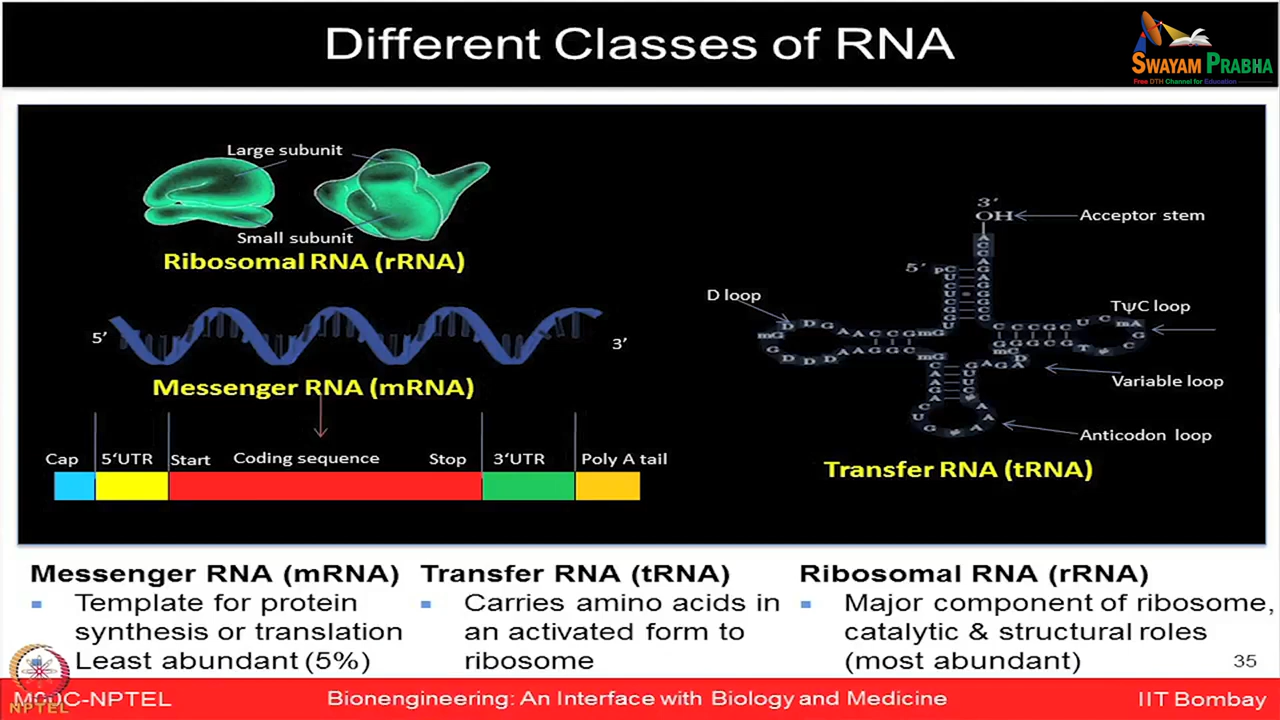 Different Classes of RNA
SWAYAM PRABHA
Free DTH Channel for Education
Large subunit
Small subunit
Ribosomal RNA (rRNA)
5′
3′
Messenger RNA (mRNA)
Cap
5‘UTR
Start
Coding sequence
Stop
3‘UTR
Poly A tail
3′
OH
Acceptor stem
5′ p
D loop
TψC loop
Variable loop
Anticodon loop
Transfer RNA (tRNA)
Messenger RNA (mRNA)
▪ Template for protein
synthesis or translation
Least abundant (5%)
Transfer RNA (tRNA)
▪ Carries amino acids in
an activated form to
ribosome
Ribosomal RNA (rRNA)
▪ Major component of ribosome,
catalytic & structural roles
(most abundant)
35
NPTEL
-NPTEL
Bionengineering: An Interface with Biology and Medicine
IIT Bombay